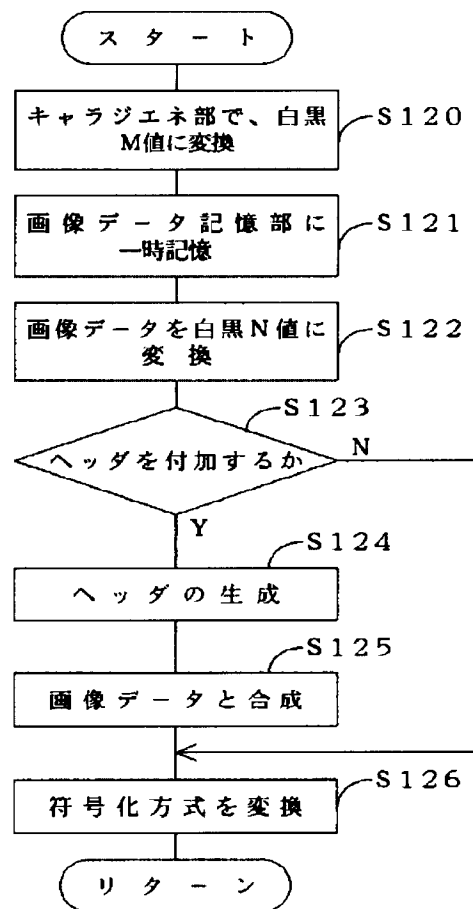 スタート
キャラジエネ部で、白黒
M値に変換
S120
画像データ記憶部に
一時記憶
S121
画像データを白黒N値に
変換
S122
S123
ヘッダを付加するか
N
Y
S124
ヘッダの生成
S125
画像データと合成
S126
符号化方式を変換
リターン